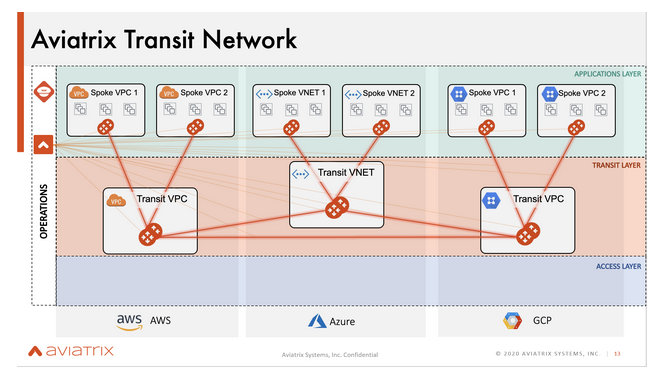 Aviatrix Transit Network
APPLICATIONS LAYER
Spoke VPC 1
Spoke VPC 2
Spoke VNET 1
Spoke VNET 2
Spoke VPC 1
Spoke VPC 2
VPC
VPC
TRANSIT LAYER
Transit VNET
Transit VPC
Transit VPC
VPC
OPERATIONS
ACCESS LAYER
aws AWS
Azure
GCP
aviatrix
Aviatrix Systems, Inc. Confidential
© 2020 AVIATRIX SYSTEMS, INC. | 13